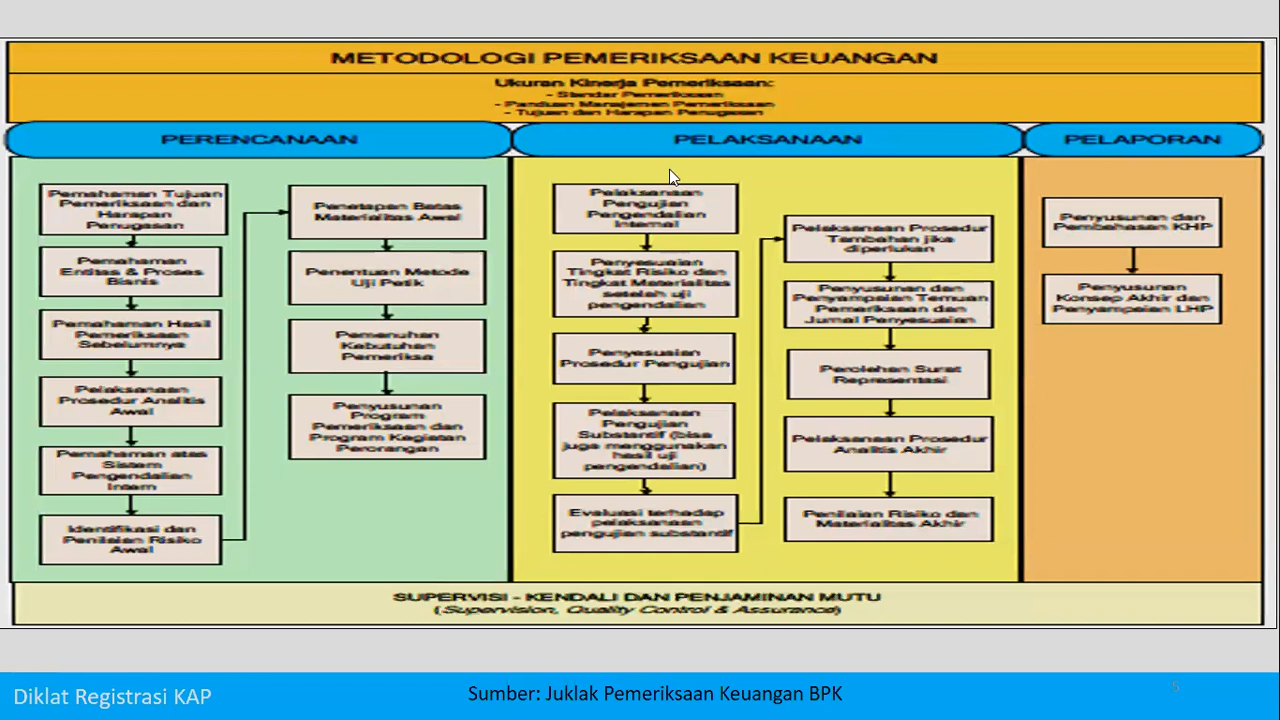 METODOLOGI PEMERIKSAAN KEUANGAN
Ukuran Kinerja Pemeriksaan:
- Standar Pemeriksaan
- Panduan Manajemen Pemeriksaan
- Tujuan dan Harapan Penugasan
PERENCANAAN
Pemahaman Tujuan
Pemeriksaan dan
Harapan
Penugasan
Pemahaman
Entitas & Proses
Bisnis
Pemahaman Hasil
Pemeriksaan
Sebelumnya
Pelaksanaan
Prosedur Analitis
Awal
Pemahaman atas
Sistem
Pengendalian
Intern
Identifikasi dan
Penilaian Risiko
Awal
Penetapan Batas
Materialitas Awal
Penentuan Metode
Uji Petik
Pemenuhan
Kebutuhan
Pemeriksa
Penyusunan
Program
Pemeriksaan dan
Program Kegiatan
Perorangan
PELAKSANAAN
Pelaksanaan
Pengujian
Pengendalian
Internal
Penyesuaian
Tingkat Risiko dan
Tingkat Materialitas
setelah uji
pengendalian
Penyesuaian
Prosedur Pengujian
Pelaksanaan
Pengujian
Substantif (bisa
juga menggunakan
hasil uji
pengendalian)
Evaluasi terhadap
pelaksanaan
pengujian substantif
Pelaksanaan Prosedur
Tambahan jika
diperlukan
Penyusunan dan
Penyampaian Temuan
Pemeriksaan dan
Jurnal Penyesuaian
Perolehan Surat
Representasi
Pelaksanaan Prosedur
Analitis Akhir
Penilaian Risiko dan
Materialitas Akhir
PELAPORAN
Penyusunan dan
Pembahasan KHP
Penyusunan
Konsep Akhir dan
Penyampaian LHP
SUPERVISI - KENDALI DAN PENJAMINAN MUTU
(Supervision, Quality Control & Assurance)
Diklat Registrasi KAP
Sumber: Juklak Pemeriksaan Keuangan BPK
5